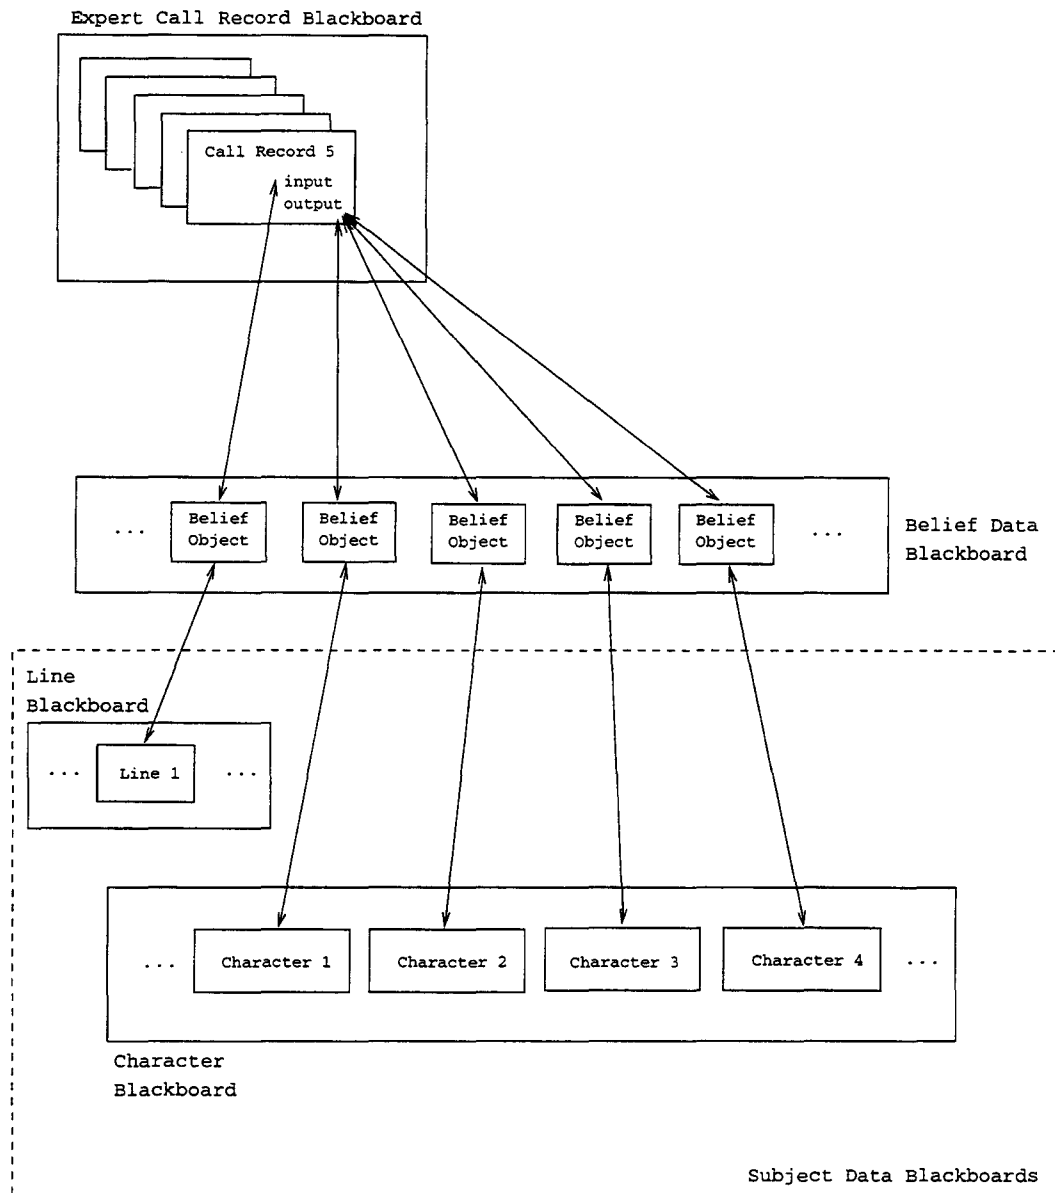 Expert Call Record Blackboard
Call Record 5
input
output
... Belief Object Belief Object Belief Object Belief Object Belief Object ...
Belief Data
Blackboard
Line
Blackboard
... Line 1 ...
... Character 1 Character 2 Character 3 Character 4 ...
Character
Blackboard
Subject Data Blackboards